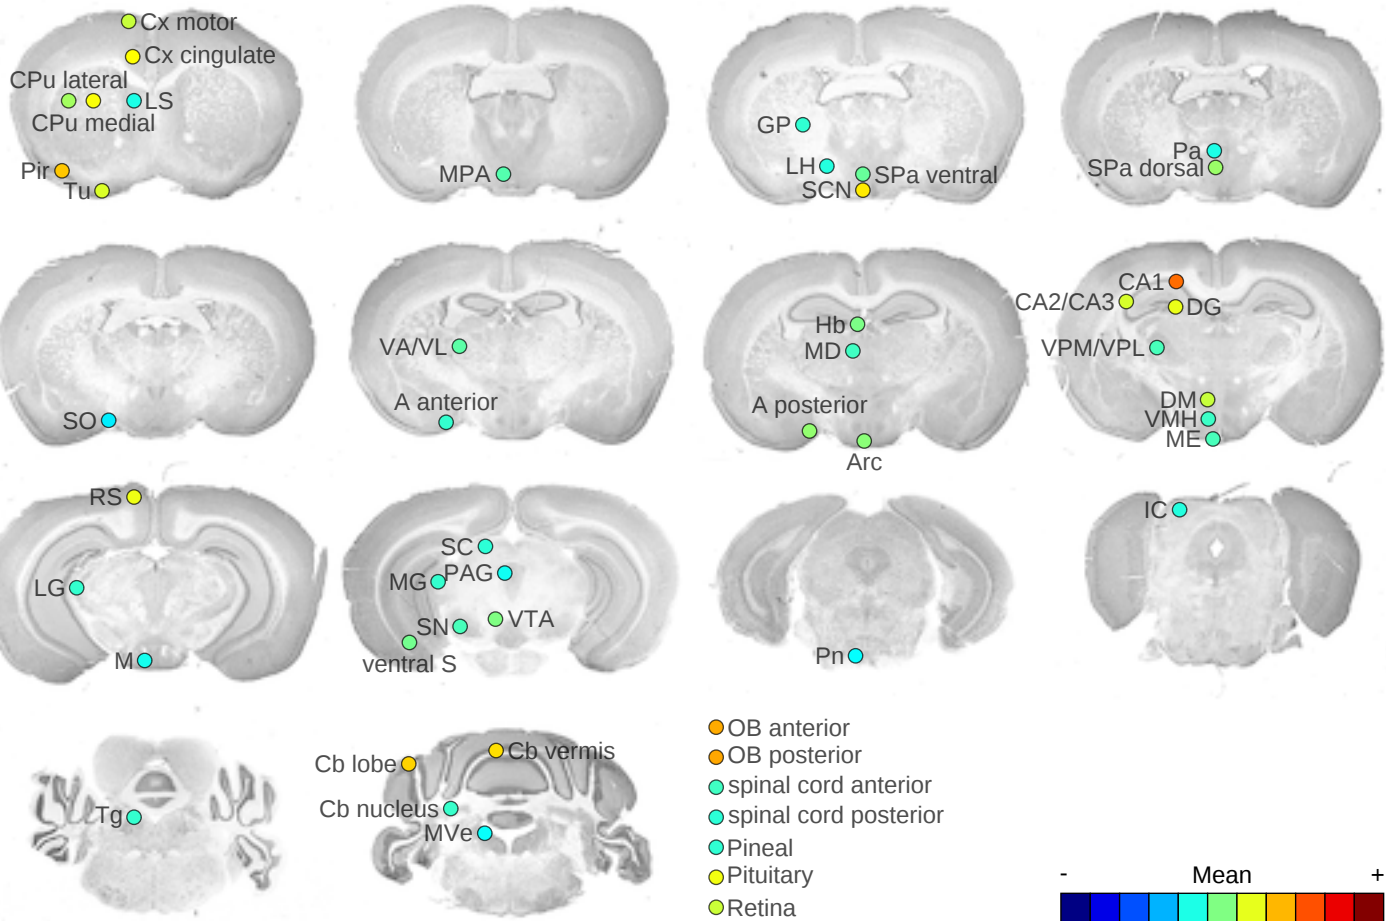 Cx motor
Cx cingulate
CPu lateral
LS
CPu medial
Pir
Tu
MPA
GP
LH
SPa ventral
SCN
Pa
SPa dorsal
SO
VA/VL
A anterior
Hb
MD
A posterior
Arc
CA1
CA2/CA3
DG
VPM/VPL
DM
VMH
ME
RS
LG
M
SC
MG
PAG
SN
VTA
ventral S
Pn
IC
Tg
Cb lobe
Cb vermis
Cb nucleus
MVe
OB anterior
OB posterior
spinal cord anterior
spinal cord posterior
Pineal
Pituitary
Retina
- Mean +